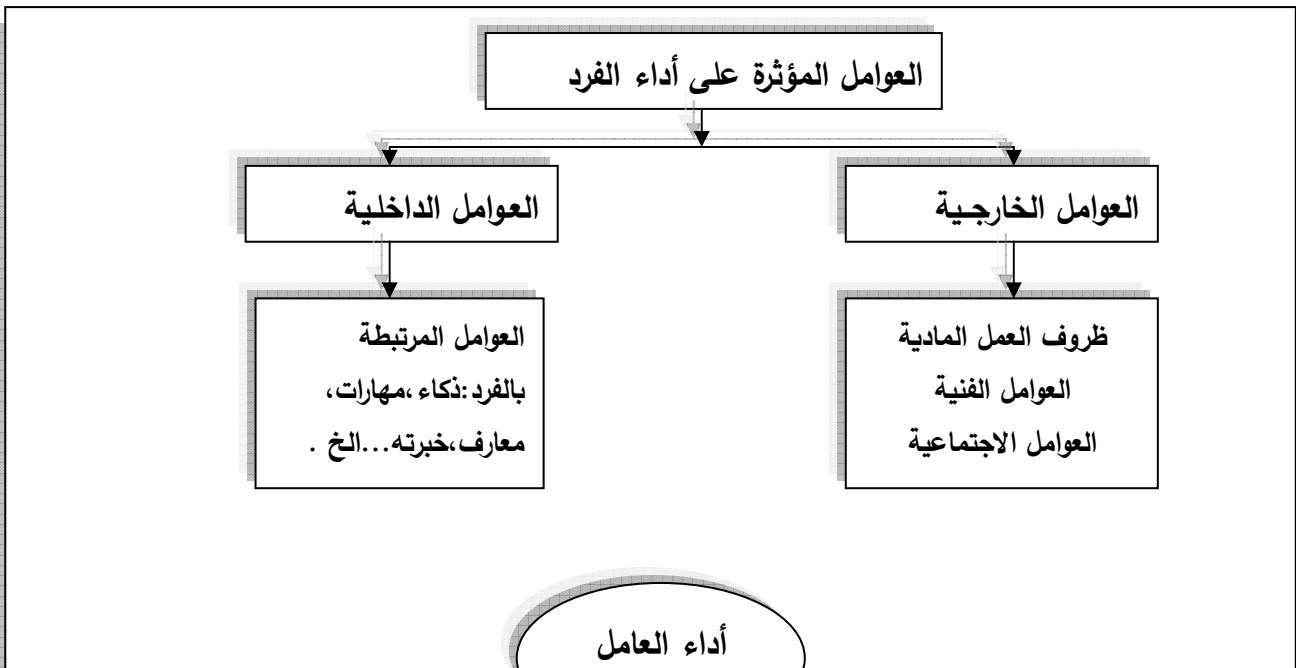 العوامل المؤثرة على أداء الفرد
العوامل الخارجية
العوامل الداخلية
ظروف العمل المادية
العوامل الفنية
العوامل الاجتماعية
العوامل المرتبطة
بالفرد:ذكاء،مهارات،
معارف،خبرته...الخ .
أداء العامل